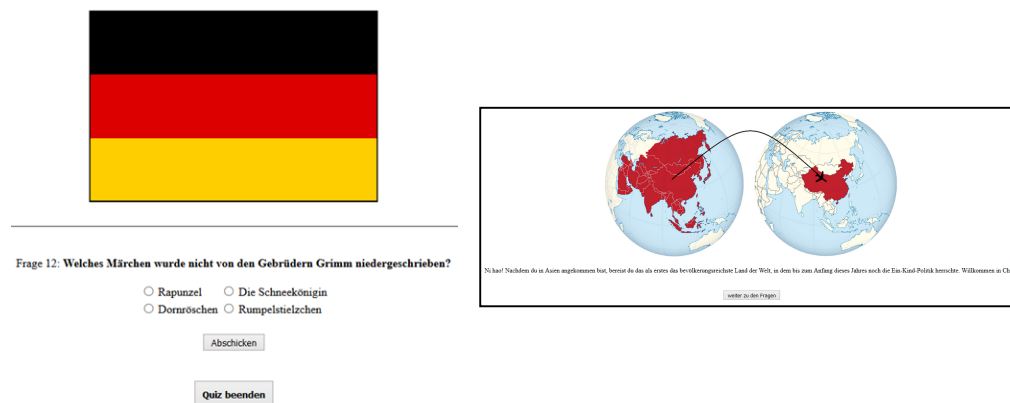 Frage 12: Welches Märchen wurde nicht von den Gebrüdern Grimm niedergeschrieben?
Rapunzel Die Schneekönigin
Dornröschen Rumpelstielzchen
Abschicken
Quiz beenden
Ni hao! Nachdem du in Asien angekommen bist, bereist du das als erstes das bevölkerungsreichste Land der Welt, in dem bis zum Anfang dieses Jahres noch die Ein-Kind-Politik herrschte. Willkommen in Ch
weiter zu den Fragen